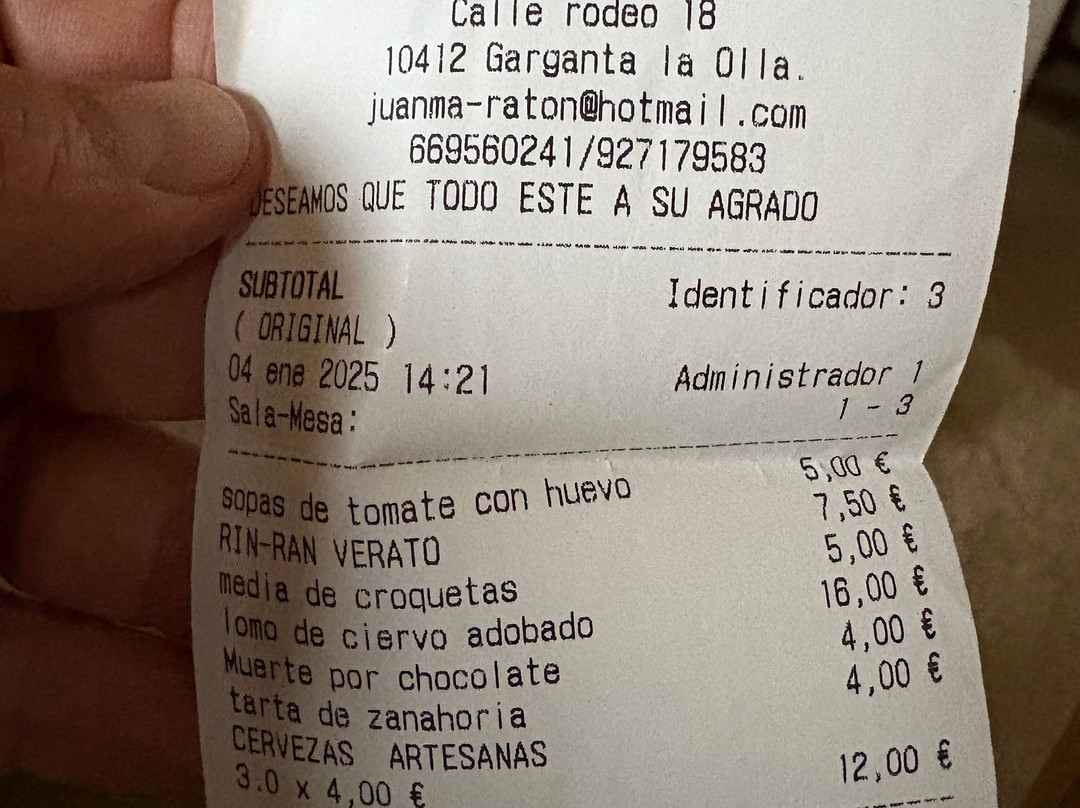 Calle rodeo 18
10412 Garganta la Olla.
juanma-raton@hotmail.com
669560241/927179583
DESEAMOS QUE TODO ESTE A SU AGRADO
SUBTOTAL Identificador: 3
( ORIGINAL )
04 ene 2025 14:21 Administrador 1
Sala-Mesa: 1 - 3
sopas de tomate con huevo 5,00 €
RIN-RAN VERATO 7,50 €
media de croquetas 5,00 €
lomo de ciervo adobado 16,00 €
Muerte por chocolate 4,00 €
tarta de zanahoria 4,00 €
CERVEZAS ARTESANAS
3.0 x 4,00 € 12,00 €